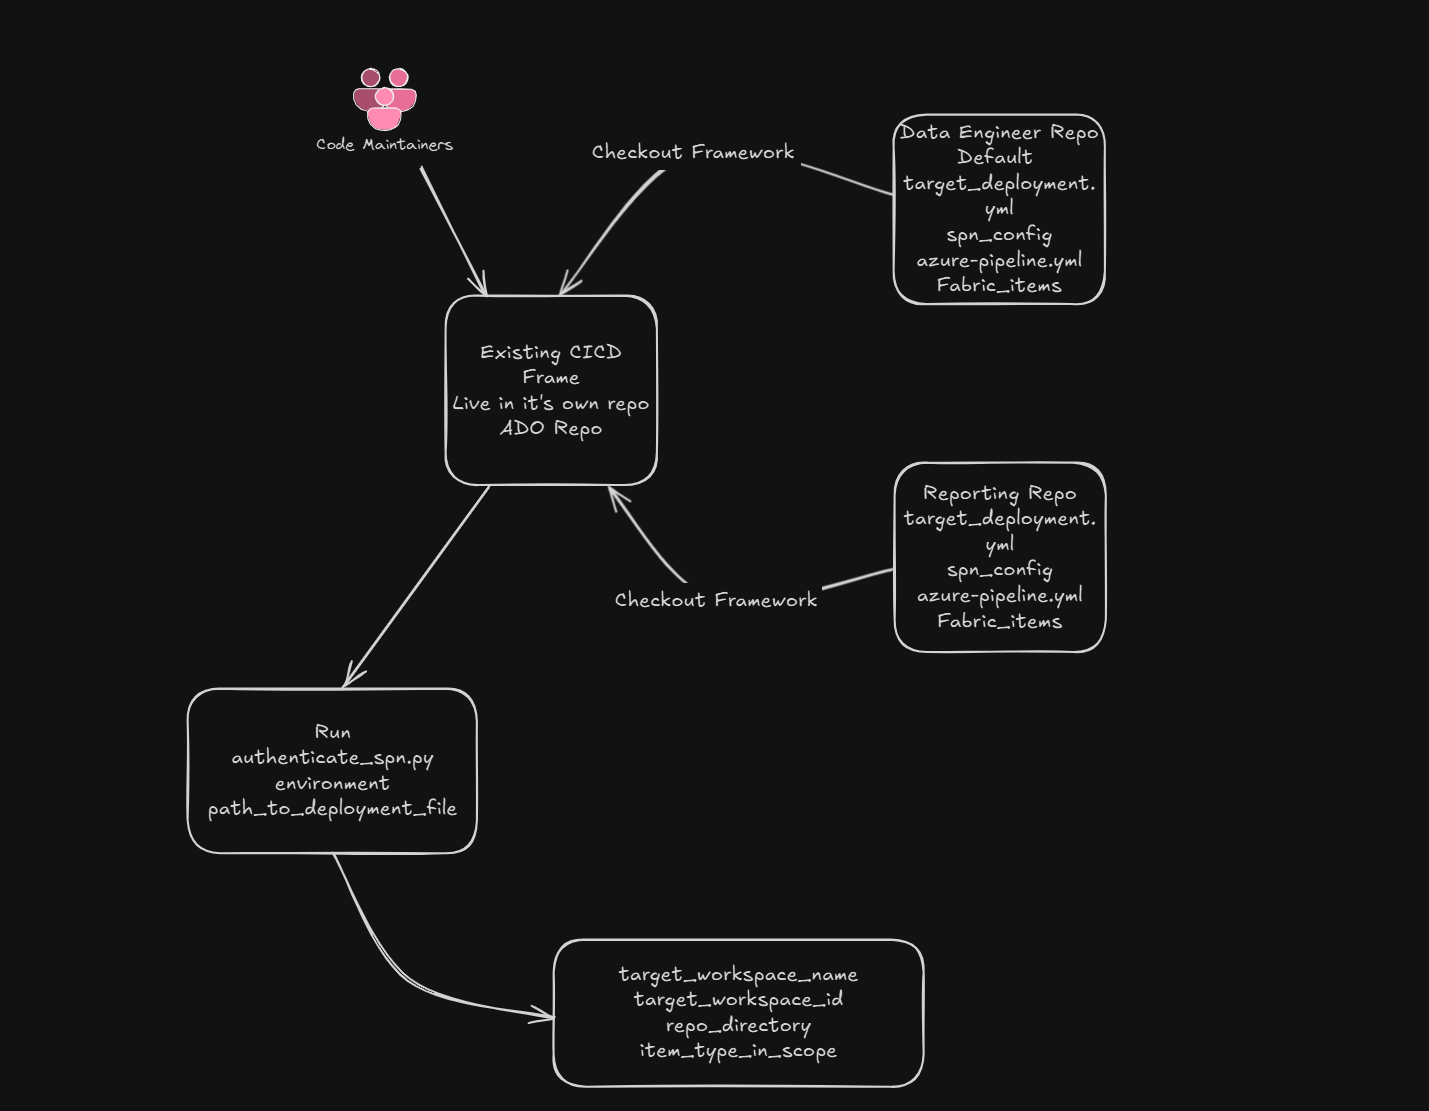 Code Maintainers
Checkout Framework
Data Engineer Repo
Default
target_deployment.
yml
spn_config
azure-pipeline.yml
Fabric_items
Existing CICD
Frame
Live in it's own repo
ADO Repo
Reporting Repo
target_deployment.
yml
spn_config
azure-pipeline.yml
Fabric_items
Checkout Framework
Run
authenticate_spn.py
environment
path_to_deployment_file
target_workspace_name
target_workspace_id
repo_directory
item_type_in_scope